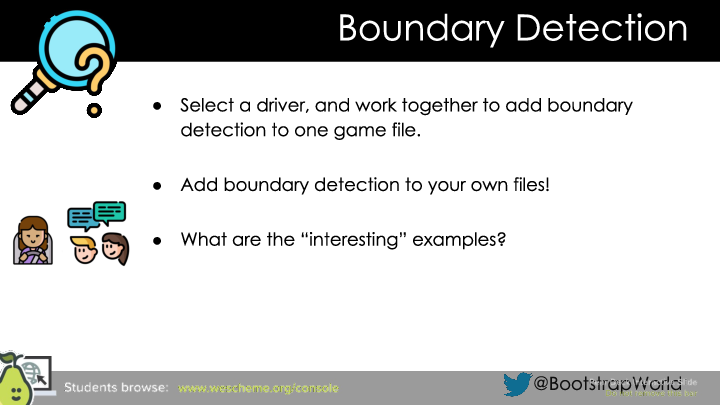 Boundary Detection
● Select a driver, and work together to add boundary
detection to one game file.
● Add boundary detection to your own files!
● What are the “interesting” examples?
Students browse: www.wescheme.org/console
@BootstrapWorld